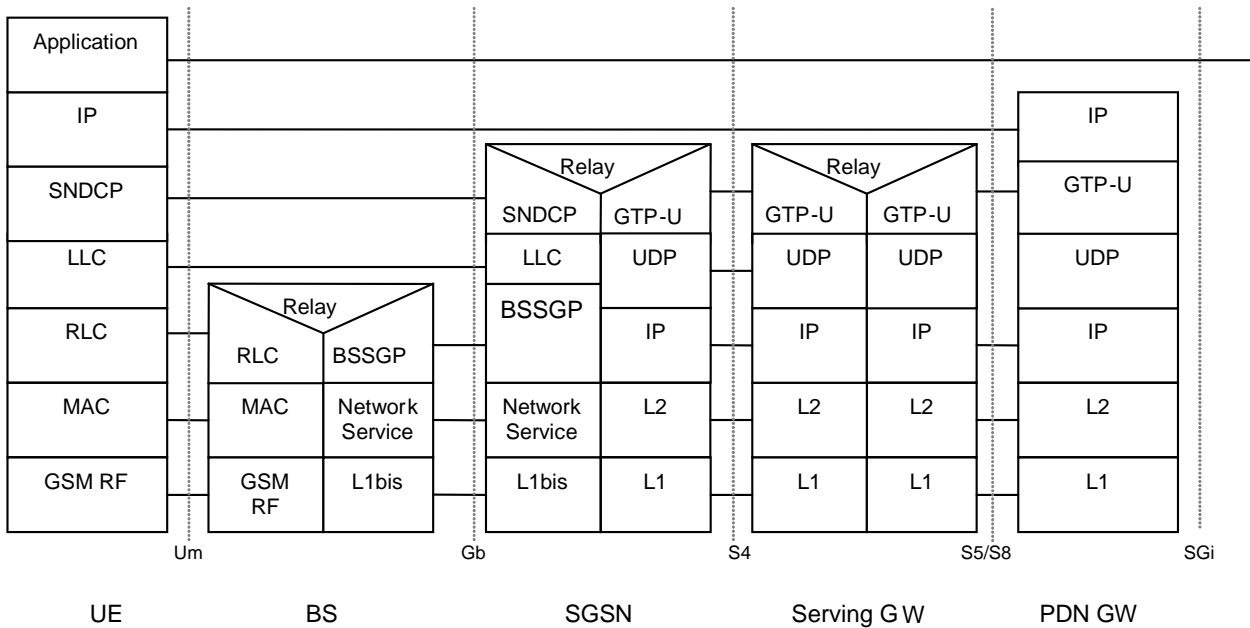 Application
IP
IP
Relay
Relay
SNDCP
GTP-U
SNDCP
GTP-U
GTP-U
GTP-U
LLC
LLC
UDP
UDP
UDP
UDP
Relay
BSSGP
RLC
IP
IP
IP
IP
RLC
BSSGP
MAC
MAC
Network
Service
Network
Service
L2
L2
L2
L2
GSM RF
GSM
RF
L1bis
L1bis
L1
L1
L1
L1
Um
Gb
S4
S5/S8
SGi
UE
BS
SGSN
Serving GW
PDN GW